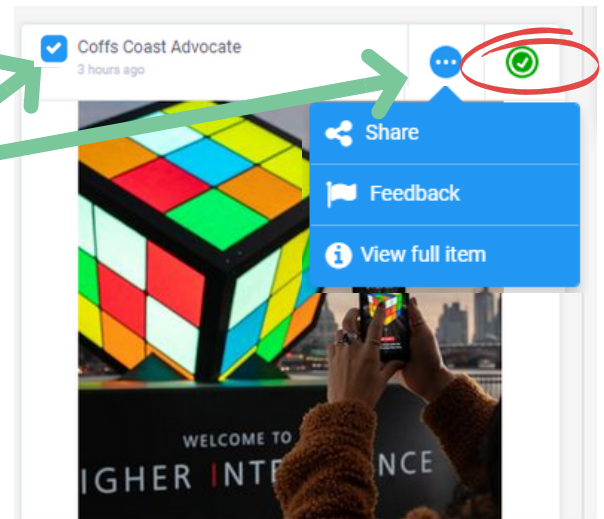 Coffs Coast Advocate
3 hours ago
Share
Feedback
View full item
WELCOME TO
IGHER INT NCE